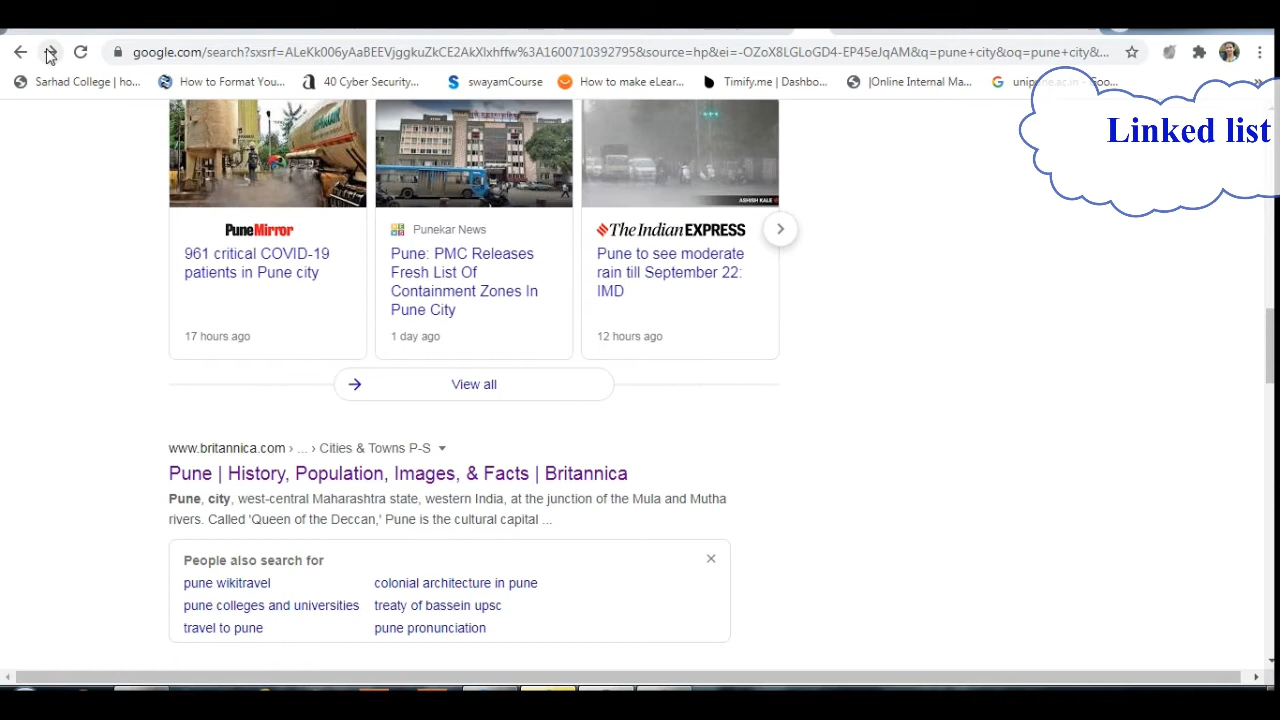 google.com/search?sxsrf=ALeKk006yAaBEEVjggkuZkCE2AkXlxhffw%3A1600710392795&source=hp&ei=-OZoX8LGLoGD4-EP45eJqAM&q=pune+city&oq=pune+city&...
Sarhad College | ho... How to Format You... 40 Cyber Security,... swayamCourse How to make eLear... Timify.me | Dashbo... |Online Internal Ma... unipune.ac.in - Goo... »
Linked list
ASHISH KALE
PuneMirror
961 critical COVID-19
patients in Pune city
17 hours ago
Punekar News
Pune: PMC Releases
Fresh List Of
Containment Zones In
Pune City
1 day ago
The Indian EXPRESS
Pune to see moderate
rain till September 22:
IMD
12 hours ago
View all
www.britannica.com › ... › Cities & Towns P-S
Pune | History, Population, Images, & Facts | Britannica
Pune, city, west-central Maharashtra state, western India, at the junction of the Mula and Mutha
rivers. Called 'Queen of the Deccan,' Pune is the cultural capital ...
People also search for
pune wikitravel colonial architecture in pune
pune colleges and universities treaty of bassein upsc
travel to pune pune pronunciation